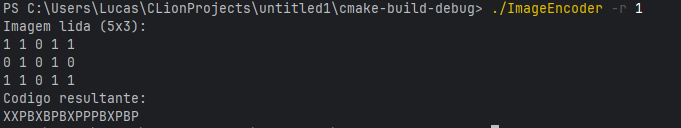 PS C:\Users\Lucas\CLionProjects\untitled1\cmake-build-debug> ./ImageEncoder -r 1
Imagem lida (5x3):
1 1 0 1 1
0 1 0 1 0
1 1 0 1 1
Codigo resultante:
XXPBXBPBXPPPBXPBP